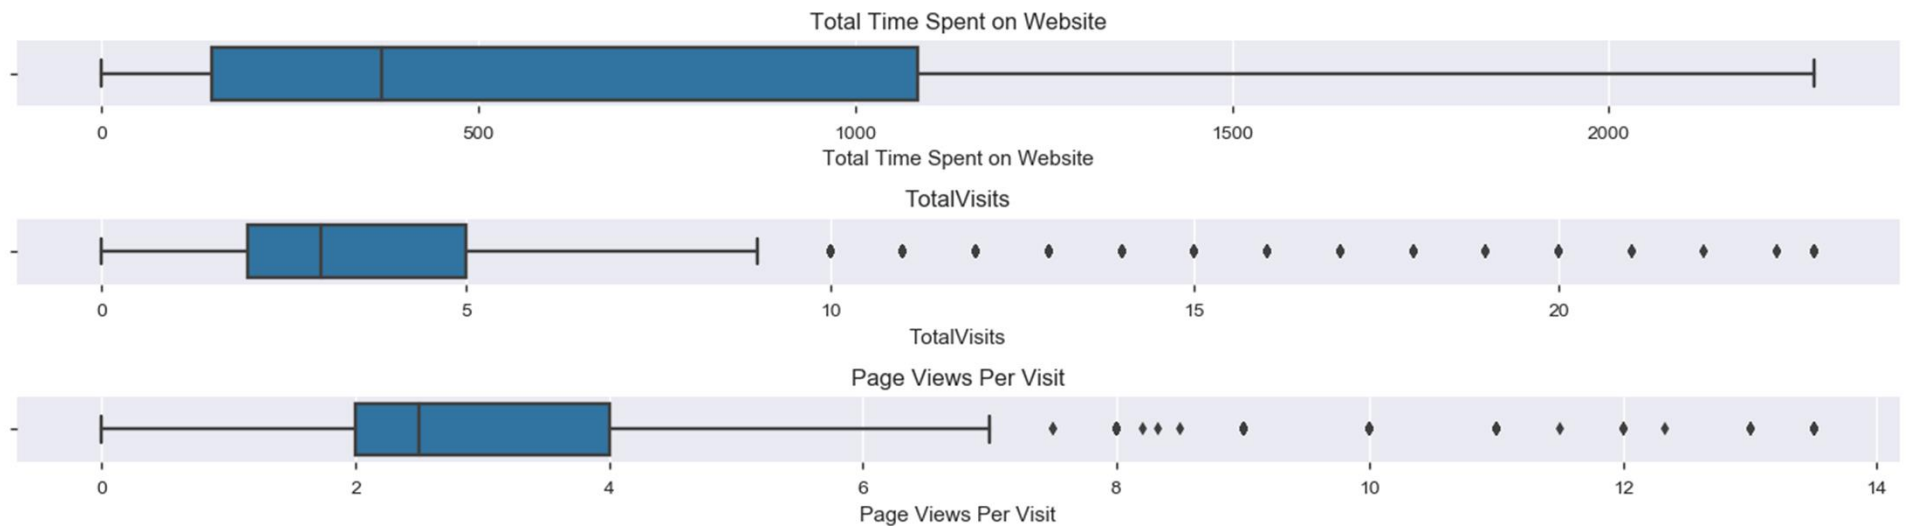 Total Time Spent on Website
0 500 1000 1500 2000
Total Time Spent on Website
TotalVisits
0 5 10 15 20
TotalVisits
Page Views Per Visit
0 2 4 6 8 10 12 14
Page Views Per Visit